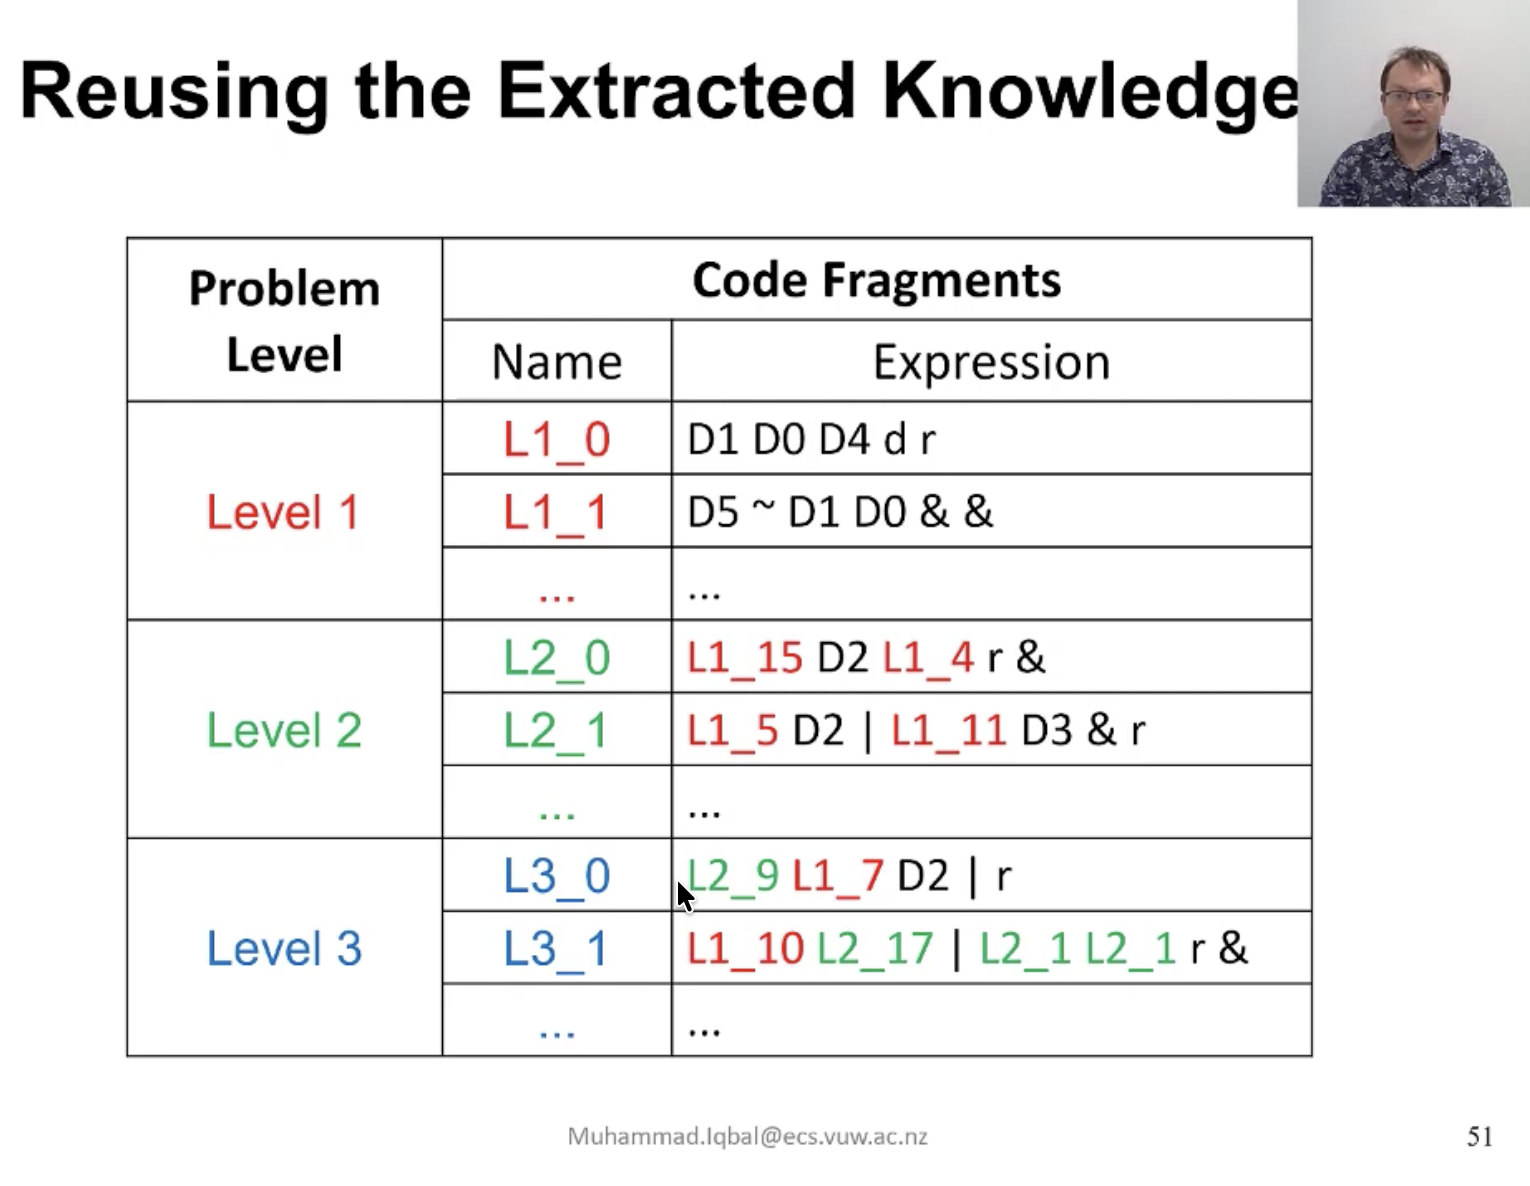 Reusing the Extracted Knowledge
Problem
Level
Code Fragments
Name
Expression
Level 1
L1_0
D1 D0 D4 d r
L1_1
D5 ~ D1 D0 & &
...
...
Level 2
L2_0
L1_15 D2 L1_4 r &
L2_1
L1_5 D2 | L1_11 D3 & r
...
...
Level 3
L3_0
L2_9 L1_7 D2 | r
L3_1
L1_10 L2_17 | L2_1 L2_1 r &
...
...
Muhammad.Iqbal@ecs.vuw.ac.nz
51